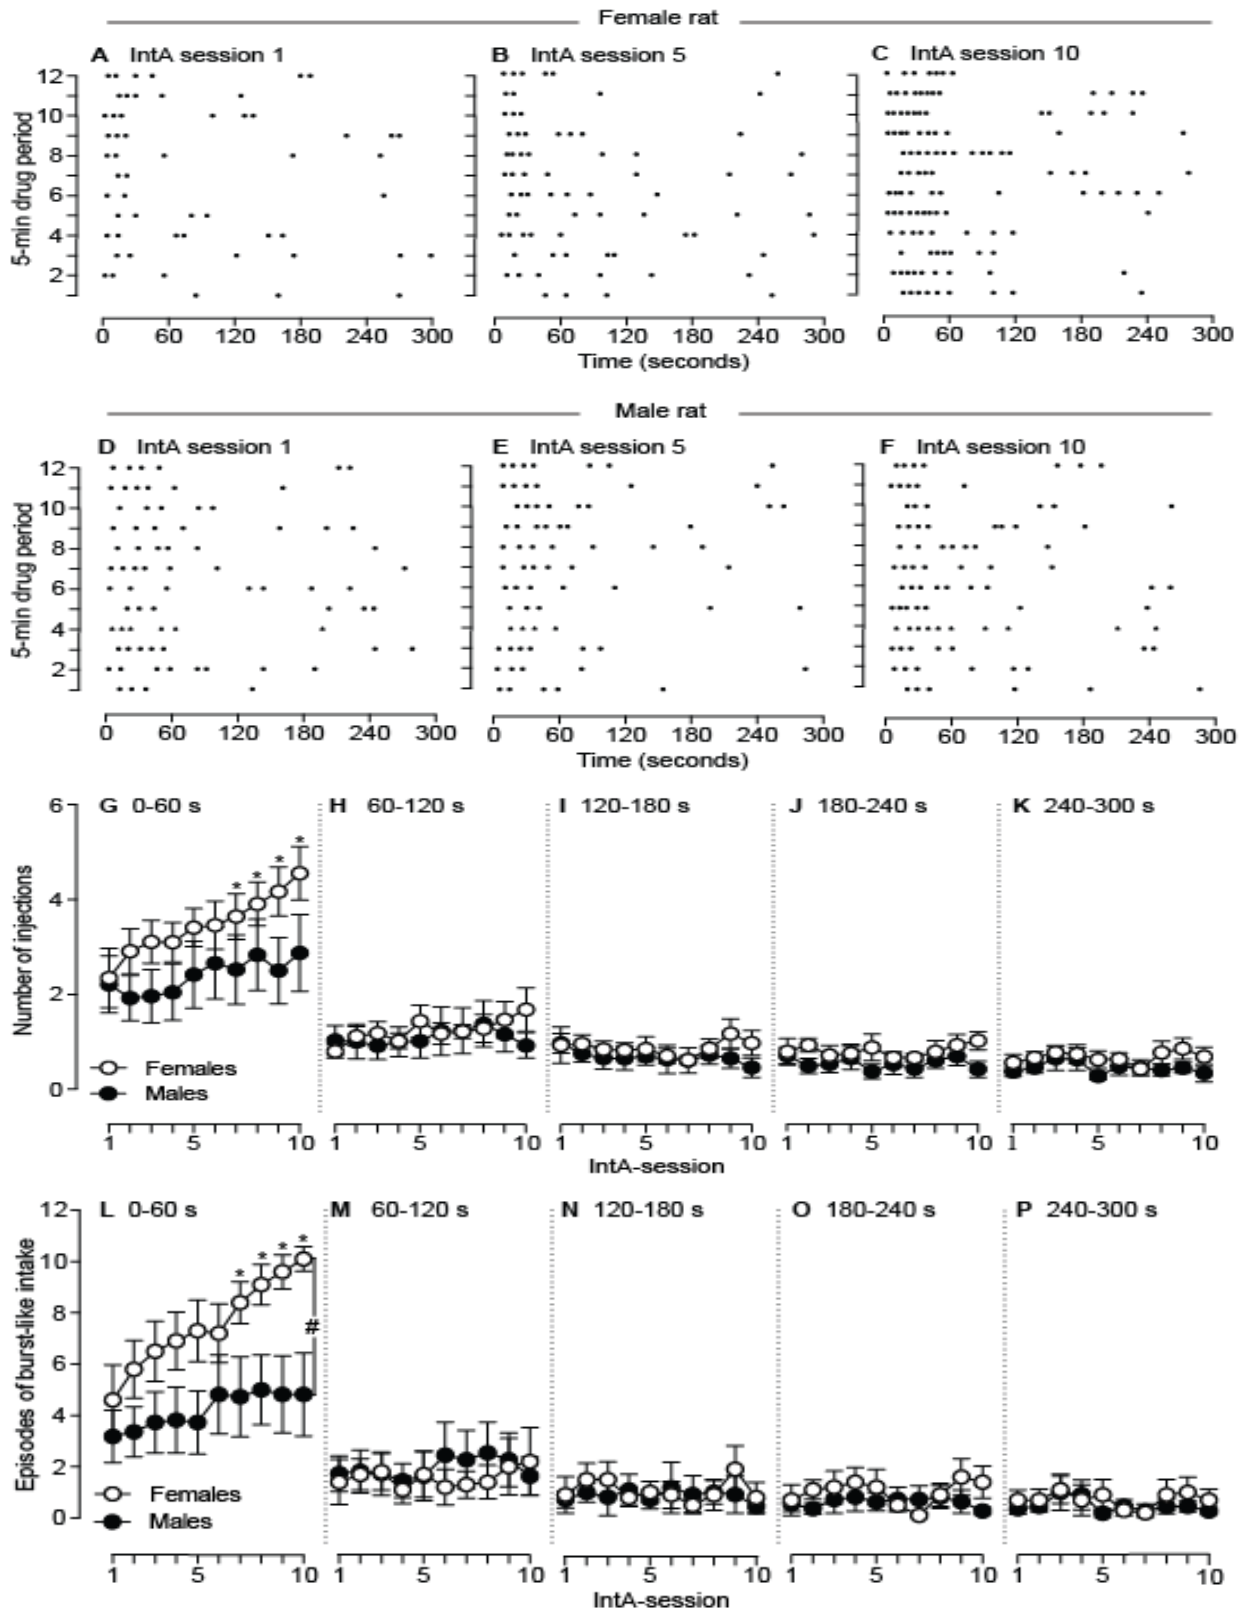 Female rat
A IntA session 1
B IntA session 5
C IntA session 10
5-min drug period
12
10
8
6
4
2
0 60 120 180 240 300
0 60 120 180 240 300
0 60 120 180 240 300
Time (seconds)
Male rat
D IntA session 1
E IntA session 5
F IntA session 10
5-min drug period
12
10
8
6
4
2
0 60 120 180 240 300
0 60 120 180 240 300
0 60 120 180 240 300
Time (seconds)
G 0-60 s
H 60-120 s
I 120-180 s
J 180-240 s
K 240-300 s
Number of injections
6
4
2
0
* * * *
Females
Males
1 5 10
1 5 10
1 5 10
1 5 10
1 5 10
IntA-session
L 0-60 s
M 60-120 s
N 120-180 s
O 180-240 s
P 240-300 s
Episodes of burst-like intake
12
10
8
6
4
2
0
* * * *
#
Females
Males
1 5 10
1 5 10
1 5 10
1 5 10
1 5 10
IntA-session